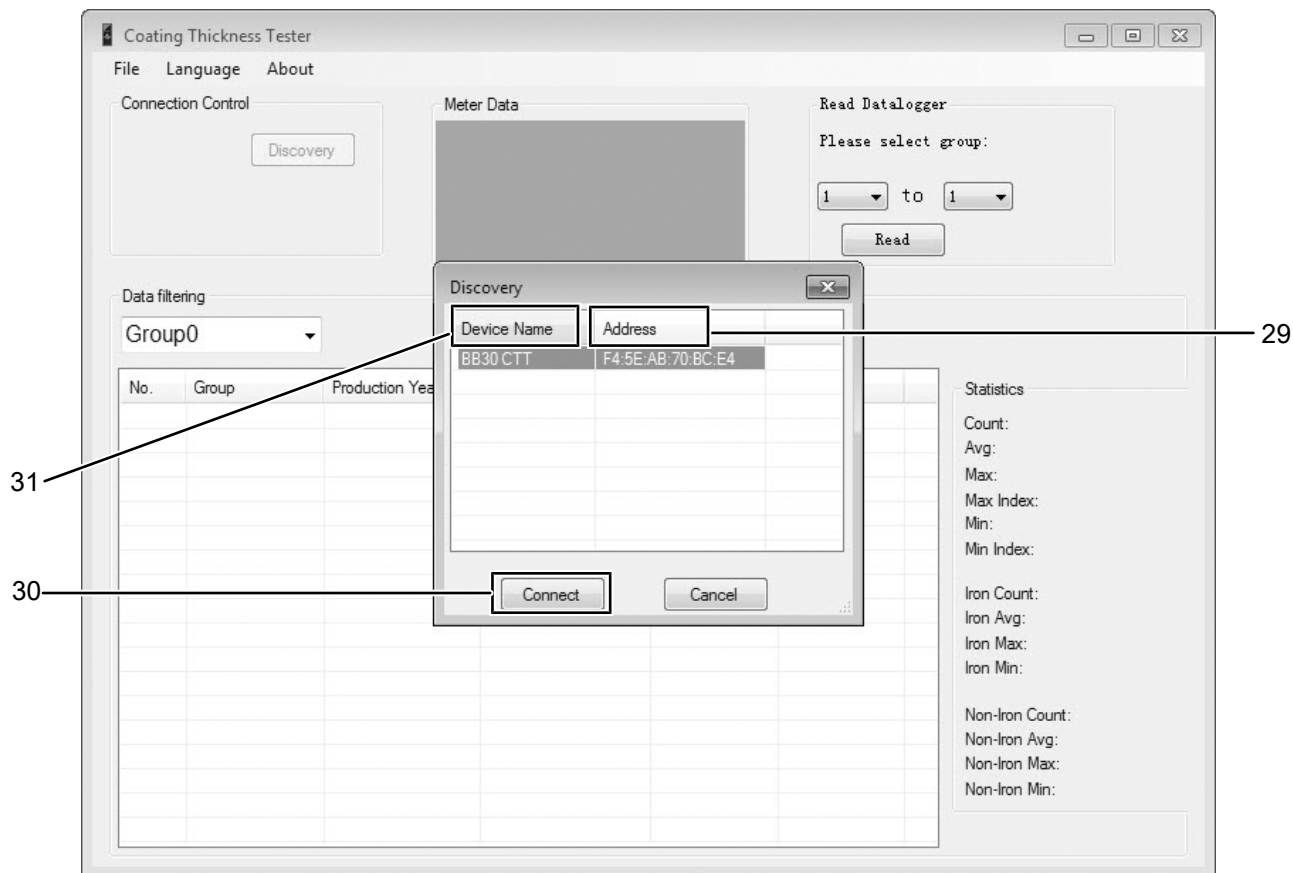 Coating Thickness Tester
File Language About
Connection Control
Discovery
Meter Data
Read Datalogger
Please select group:
1 to 1
Read
Data filtering
Group0
No. Group Production Yea
Discovery
Device Name Address
BB30 CTT F4:5E:AB:70:BC:E4
Connect Cancel
Statistics
Count:
Avg:
Max:
Max Index:
Min:
Min Index:
Iron Count:
Iron Avg:
Iron Max:
Iron Min:
Non-Iron Count:
Non-Iron Avg:
Non-Iron Max:
Non-Iron Min:
29
31
30